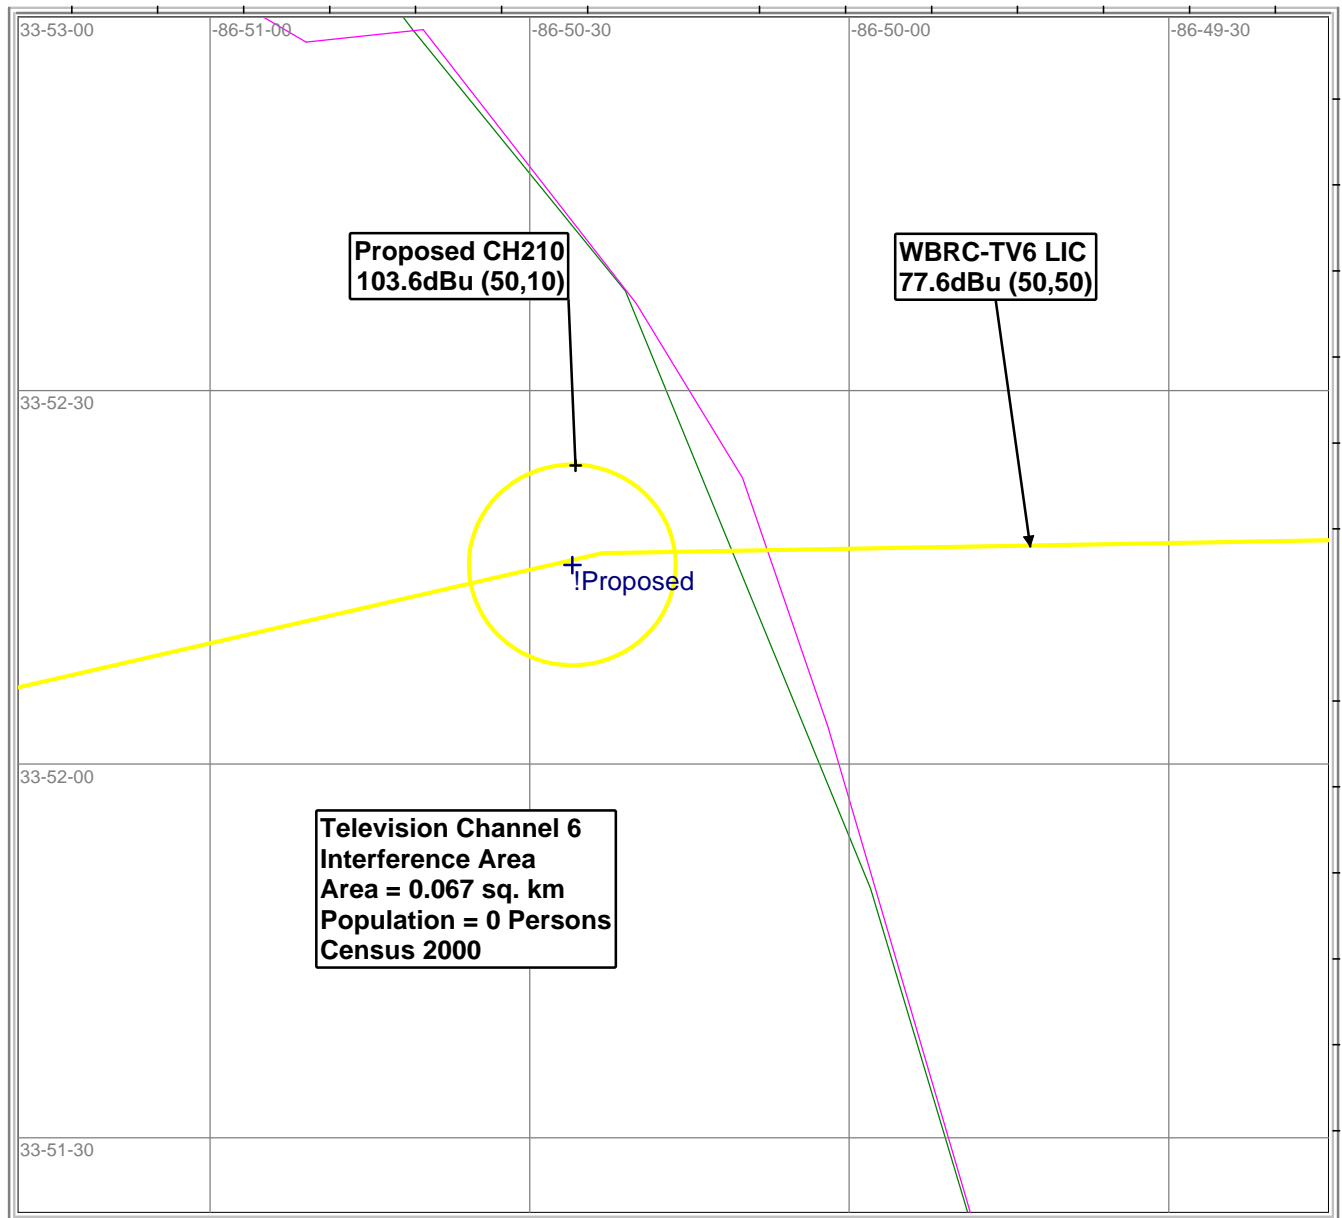 33-53-00
-86-51-00
-86-50-30
-86-50-00
-86-49-30
Proposed CH210
103.6dBu (50,10)
WBRC-TV6 LIC
77.6dBu (50,50)
33-52-30
!Proposed
33-52-00
Television Channel 6
Interference Area
Area = 0.067 sq. km
Population = 0 Persons
Census 2000
33-51-30